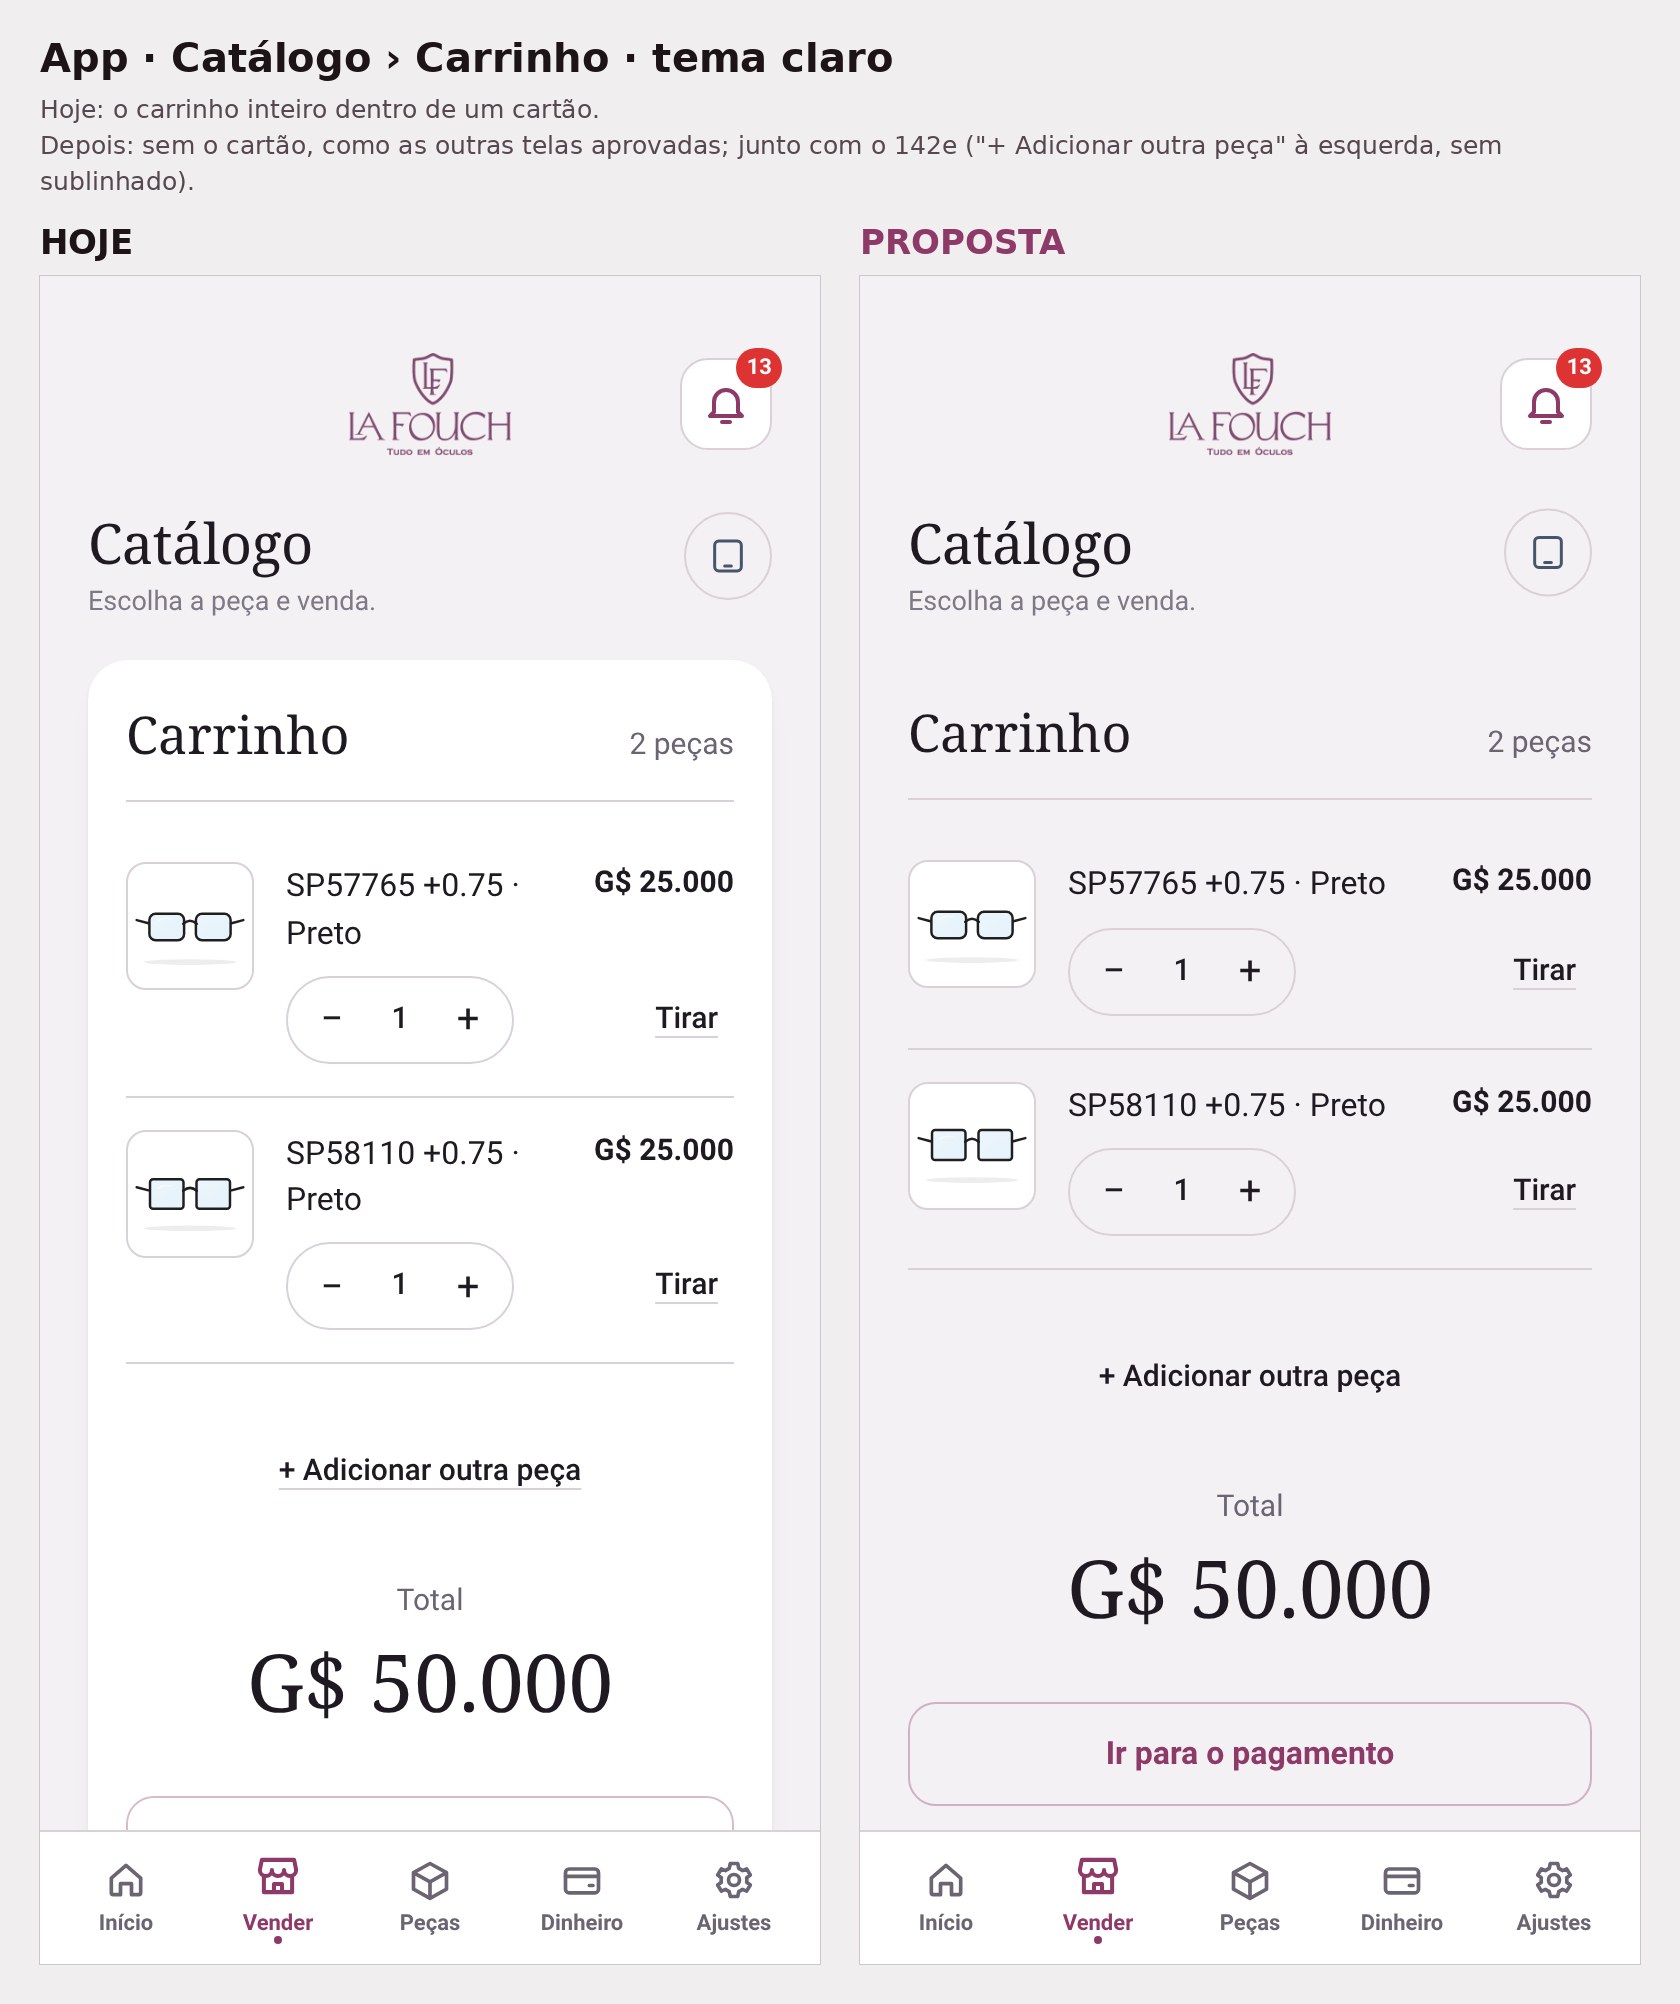 App · Catálogo › Carrinho · tema claro
Hoje: o carrinho inteiro dentro de um cartão.
Depois: sem o cartão, como as outras telas aprovadas; junto com o 142e ("+ Adicionar outra peça" à esquerda, sem
sublinhado).
HOJE
LF
LA FOUCH
Tudo em Óculos
13
Catálogo
Escolha a peça e venda.
Carrinho
2 peças
SP57765 +0.75 ·
Preto
G$ 25.000
− 1 +
Tirar
SP58110 +0.75 ·
Preto
G$ 25.000
− 1 +
Tirar
+ Adicionar outra peça
Total
G$ 50.000
Início
Vender
Peças
Dinheiro
Ajustes
PROPOSTA
LF
LA FOUCH
Tudo em Óculos
13
Catálogo
Escolha a peça e venda.
Carrinho
2 peças
SP57765 +0.75 · Preto
G$ 25.000
− 1 +
Tirar
SP58110 +0.75 · Preto
G$ 25.000
− 1 +
Tirar
+ Adicionar outra peça
Total
G$ 50.000
Ir para o pagamento
Início
Vender
Peças
Dinheiro
Ajustes